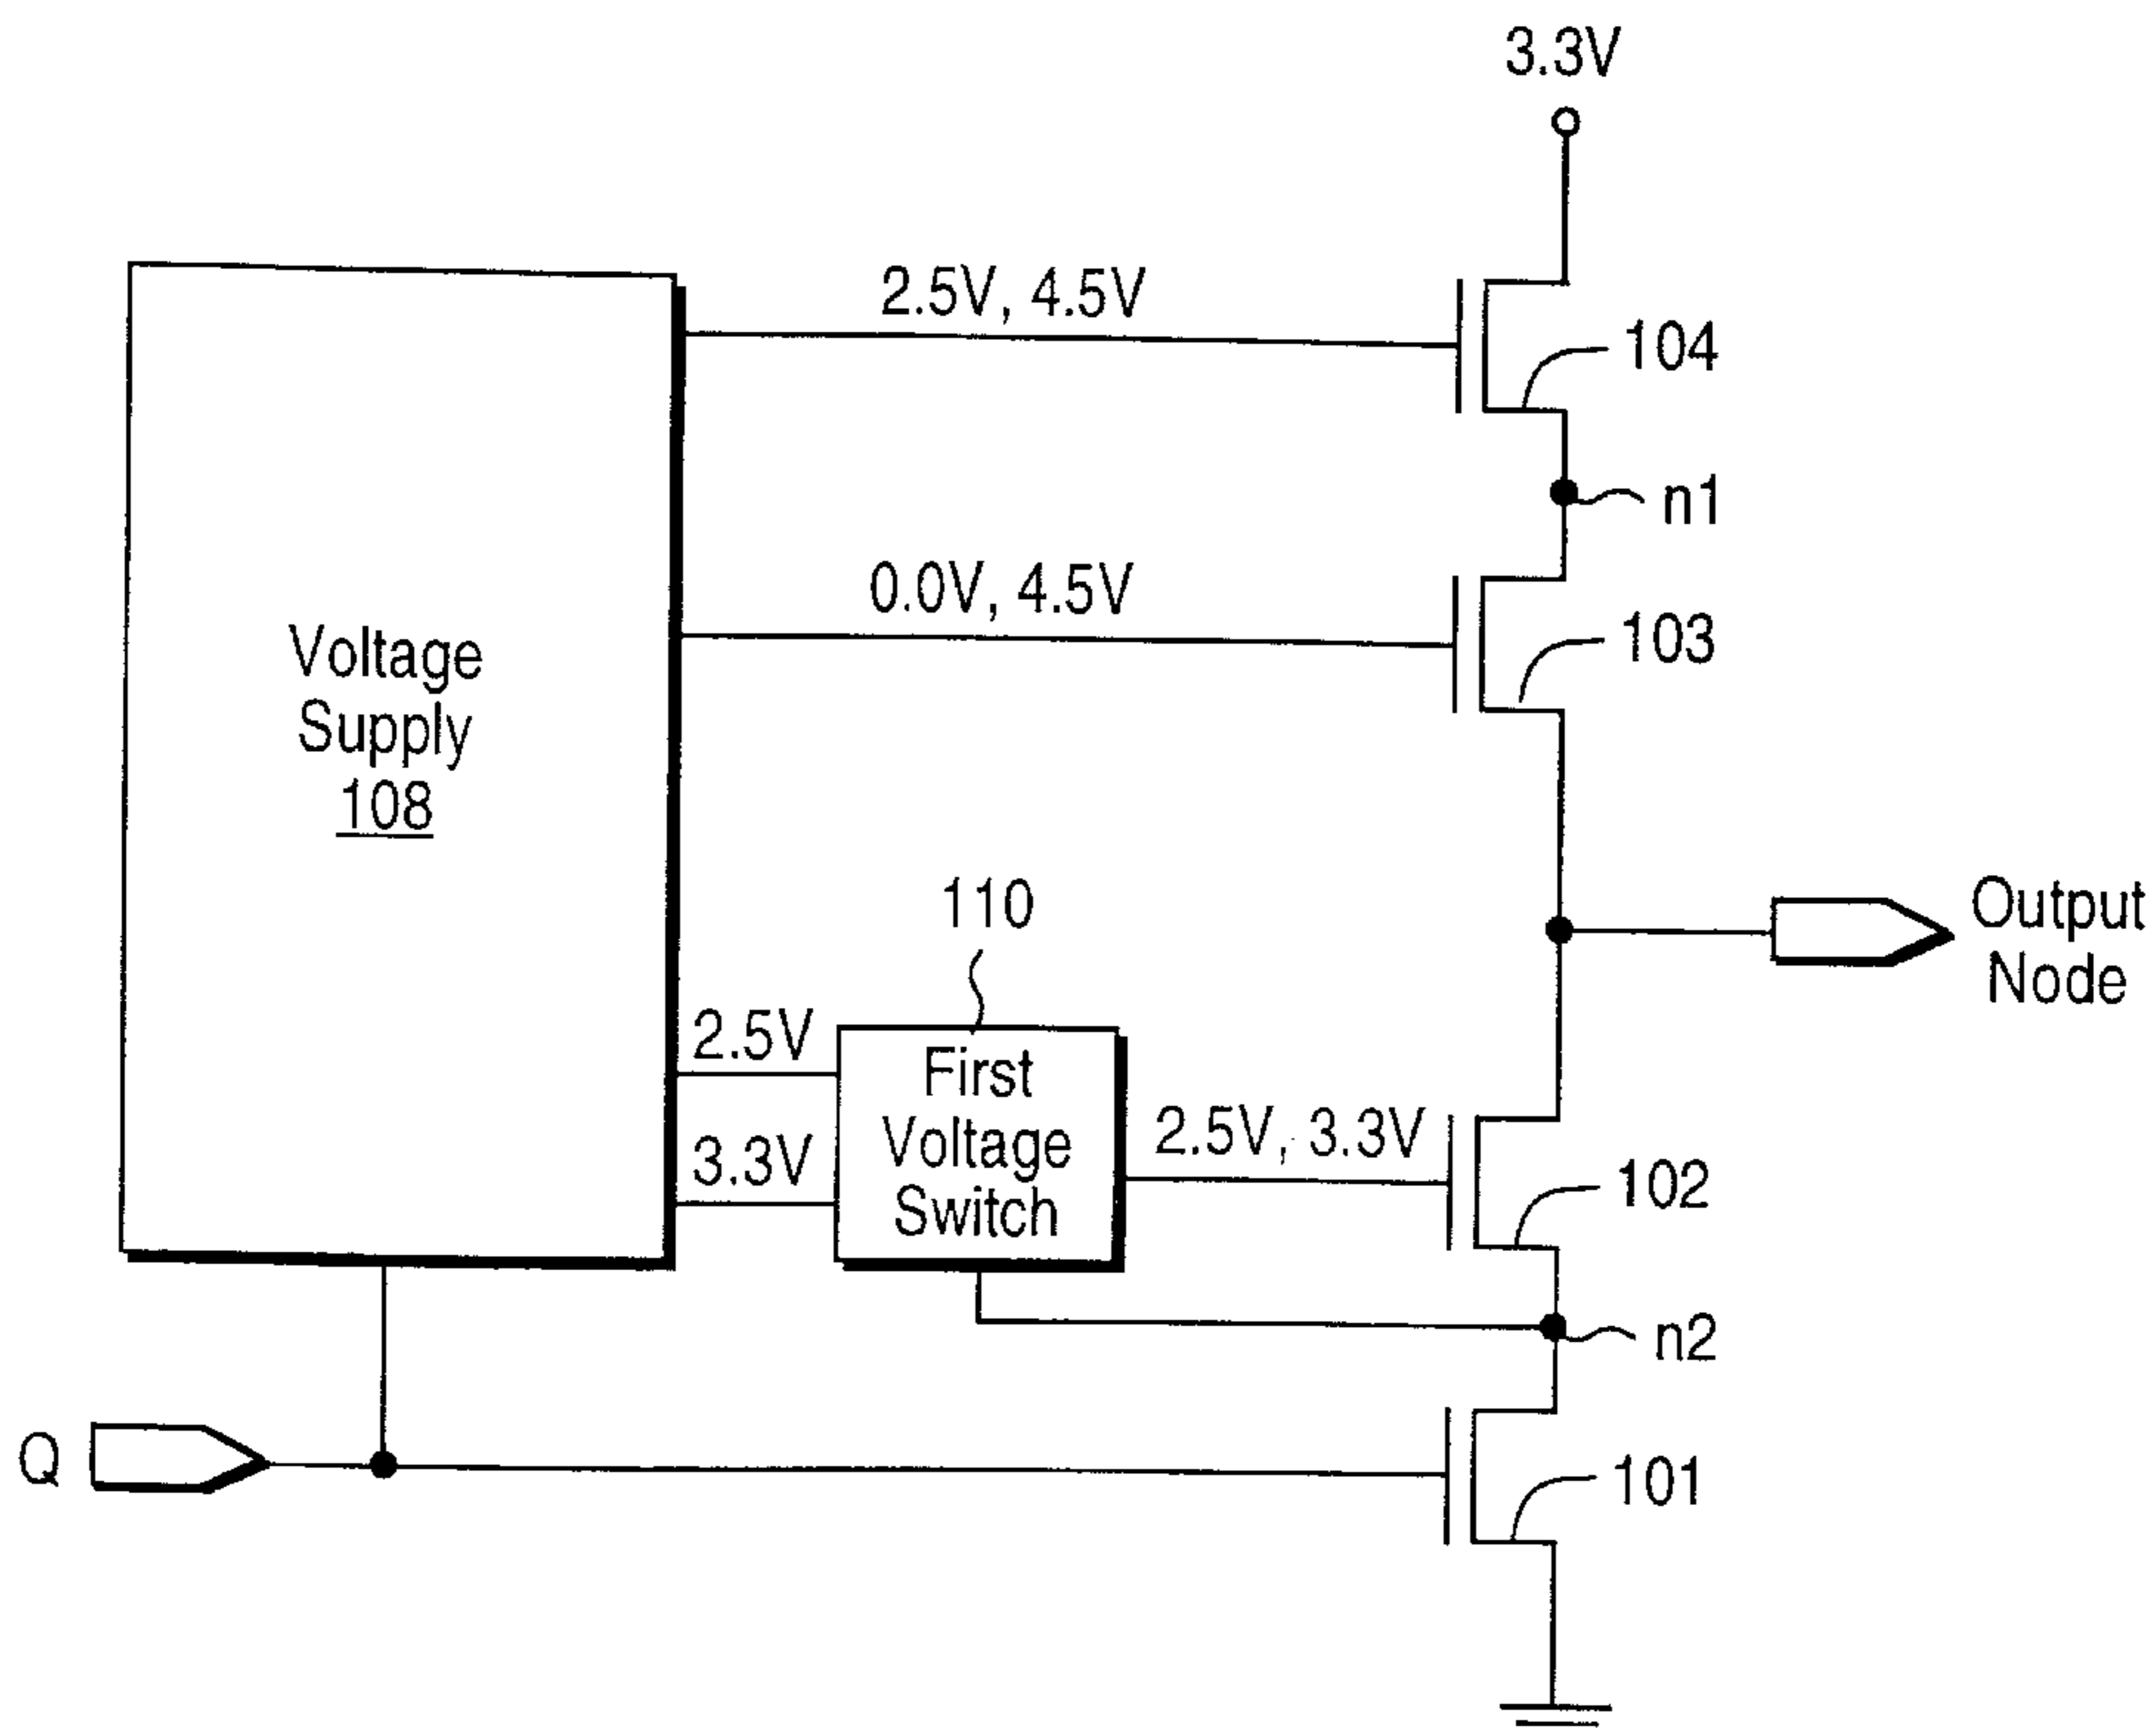 3.3V
2.5V, 4.5V
104
n1
0.0V, 4.5V
103
Voltage
Supply
108
110
Output
Node
2.5V
3.3V
First
Voltage
Switch
2.5V, 3.3V
102
n2
Q
101